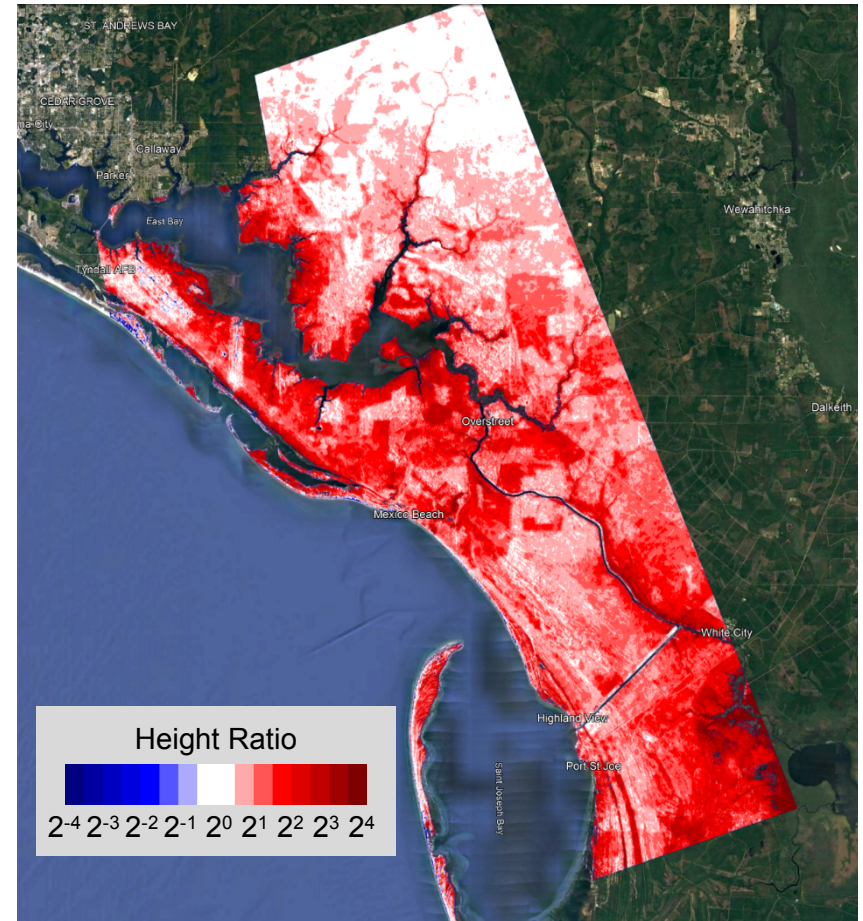 ST. ANDREWS BAY
CEDAR GROVE
ma City
Callaway
Parker
East Bay
Wewahitchka
Tyndall AFB
Dalkeith
Overstreet
Mexico Beach
White City
Highland View
Port St Joe
Saint Joseph Bay
Height Ratio
2⁻⁴ 2⁻³ 2⁻² 2⁻¹ 2⁰ 2¹ 2² 2³ 2⁴